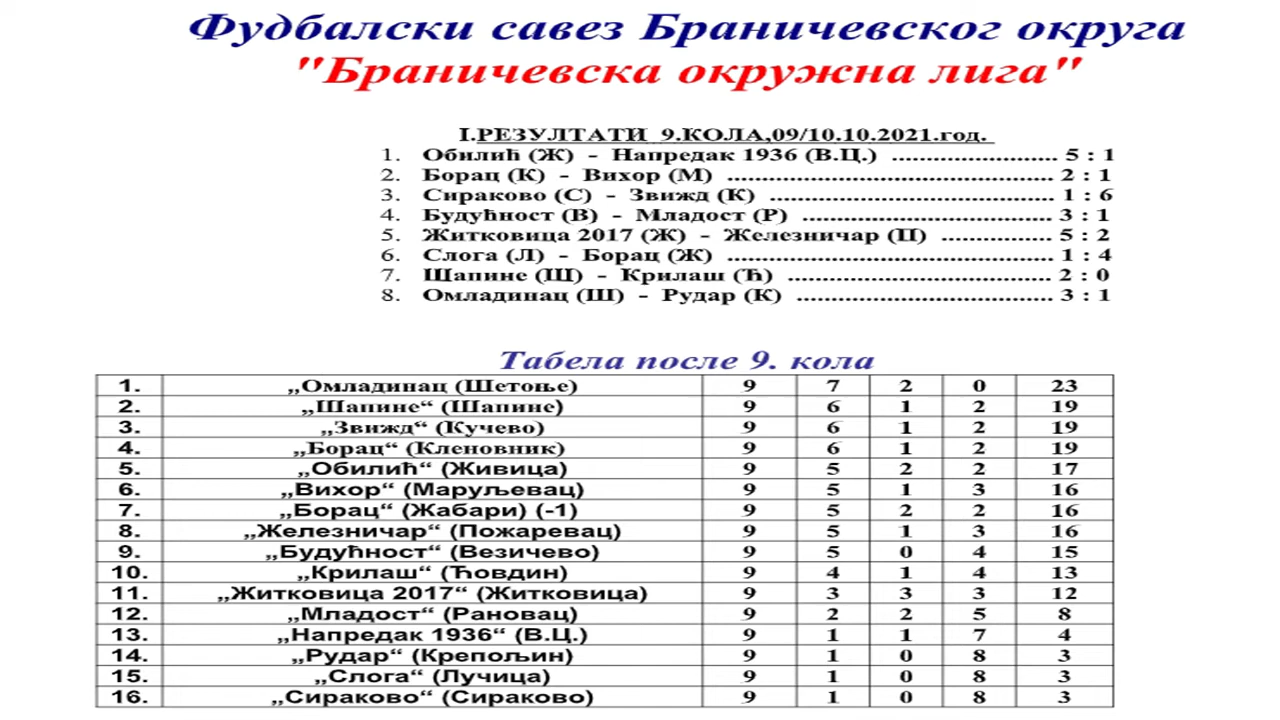 Фудбалски савез Браничевског округа
"Браничевска окружна лига"
I.РЕЗУЛТАТИ 9.КОЛА,09/10.10.2021.год.
1. Обилић (Ж) - Напредак 1936 (В.Ц.) ........................ 5 : 1
2. Борац (К) - Вихор (М) ............................................... 2 : 1
3. Сираково (С) - Звижд (К) ......................................... 1 : 6
4. Будућност (В) - Младост (Р) .................................... 3 : 1
5. Житковица 2017 (Ж) - Железничар (П) ................ 5 : 2
6. Слога (Л) - Борац (Ж) ............................................... 1 : 4
7. Шапине (Щ) - Крилаш (Ћ) ...................................... 2 : 0
8. Омладинац (Ш) - Рудар (К) ..................................... 3 : 1
Табела после 9. кола
1. „Омладинац (Шетоње) 9 7 2 0 23
2. „Шапине“ (Шапине) 9 6 1 2 19
3. „Звижд“ (Кучево) 9 6 1 2 19
4. „Борац“ (Кленовник) 9 6 1 2 19
5. „Обилић“ (Живица) 9 5 2 2 17
6. „Вихор“ (Маруљевац) 9 5 1 3 16
7. „Борац“ (Жабари) (-1) 9 5 2 2 16
8. „Железничар“ (Пожаревац) 9 5 1 3 16
9. „Будућност“ (Везичево) 9 5 0 4 15
10. „Крилаш“ (Ћовдин) 9 4 1 4 13
11. „Житковица 2017“ (Житковица) 9 3 3 3 12
12. „Младост“ (Рановац) 9 2 2 5 8
13. „Напредак 1936“ (В.Ц.) 9 1 1 7 4
14. „Рудар“ (Крепољин) 9 1 0 8 3
15. „Слога“ (Лучица) 9 1 0 8 3
16. „Сираково“ (Сираково) 9 1 0 8 3